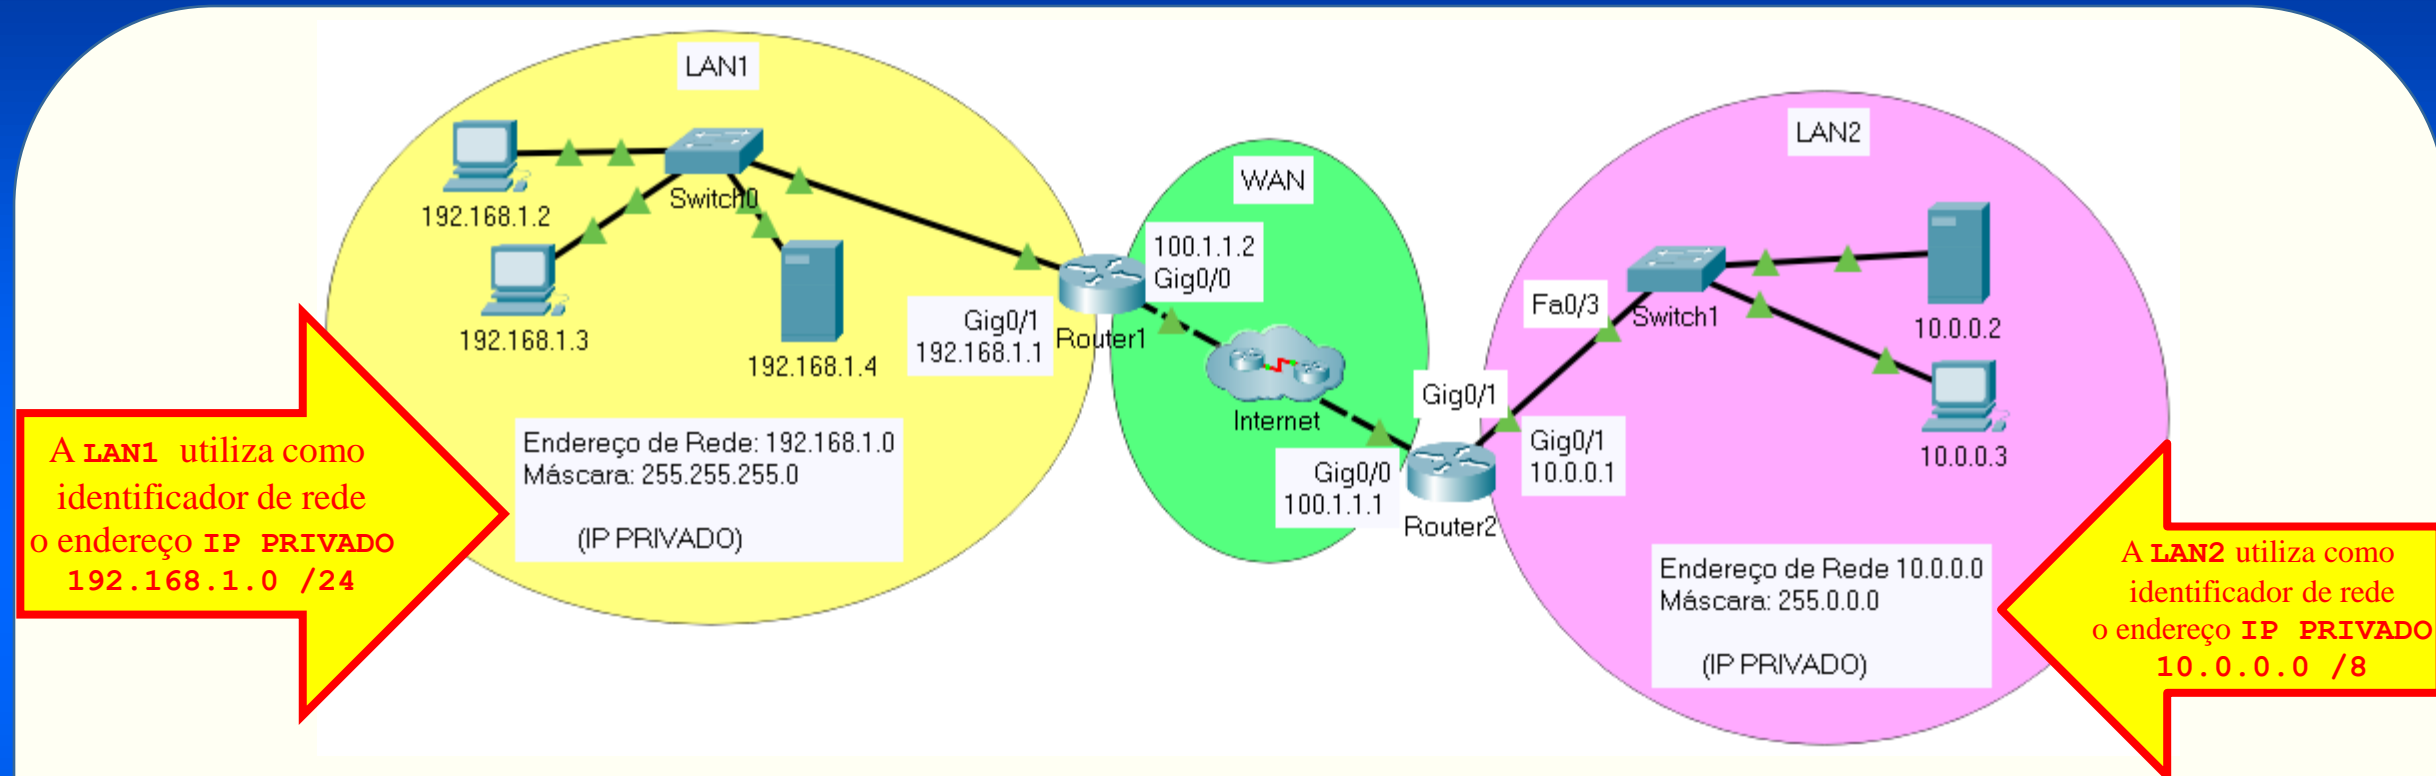 LAN1
Switch0
192.168.1.2
192.168.1.3
192.168.1.4
Gig0/1
192.168.1.1
Router1
Endereço de Rede: 192.168.1.0
Máscara: 255.255.255.0
(IP PRIVADO)
A LAN1 utiliza como
identificador de rede
o endereço IP PRIVADO
192.168.1.0 /24
WAN
100.1.1.2
Gig0/0
Internet
Gig0/0
100.1.1.1
Router2
LAN2
Gig0/1
Gig0/1
10.0.0.1
Fa0/3
Switch1
10.0.0.2
10.0.0.3
Endereço de Rede 10.0.0.0
Máscara: 255.0.0.0
(IP PRIVADO)
A LAN2 utiliza como
identificador de rede
o endereço IP PRIVADO
10.0.0.0 /8